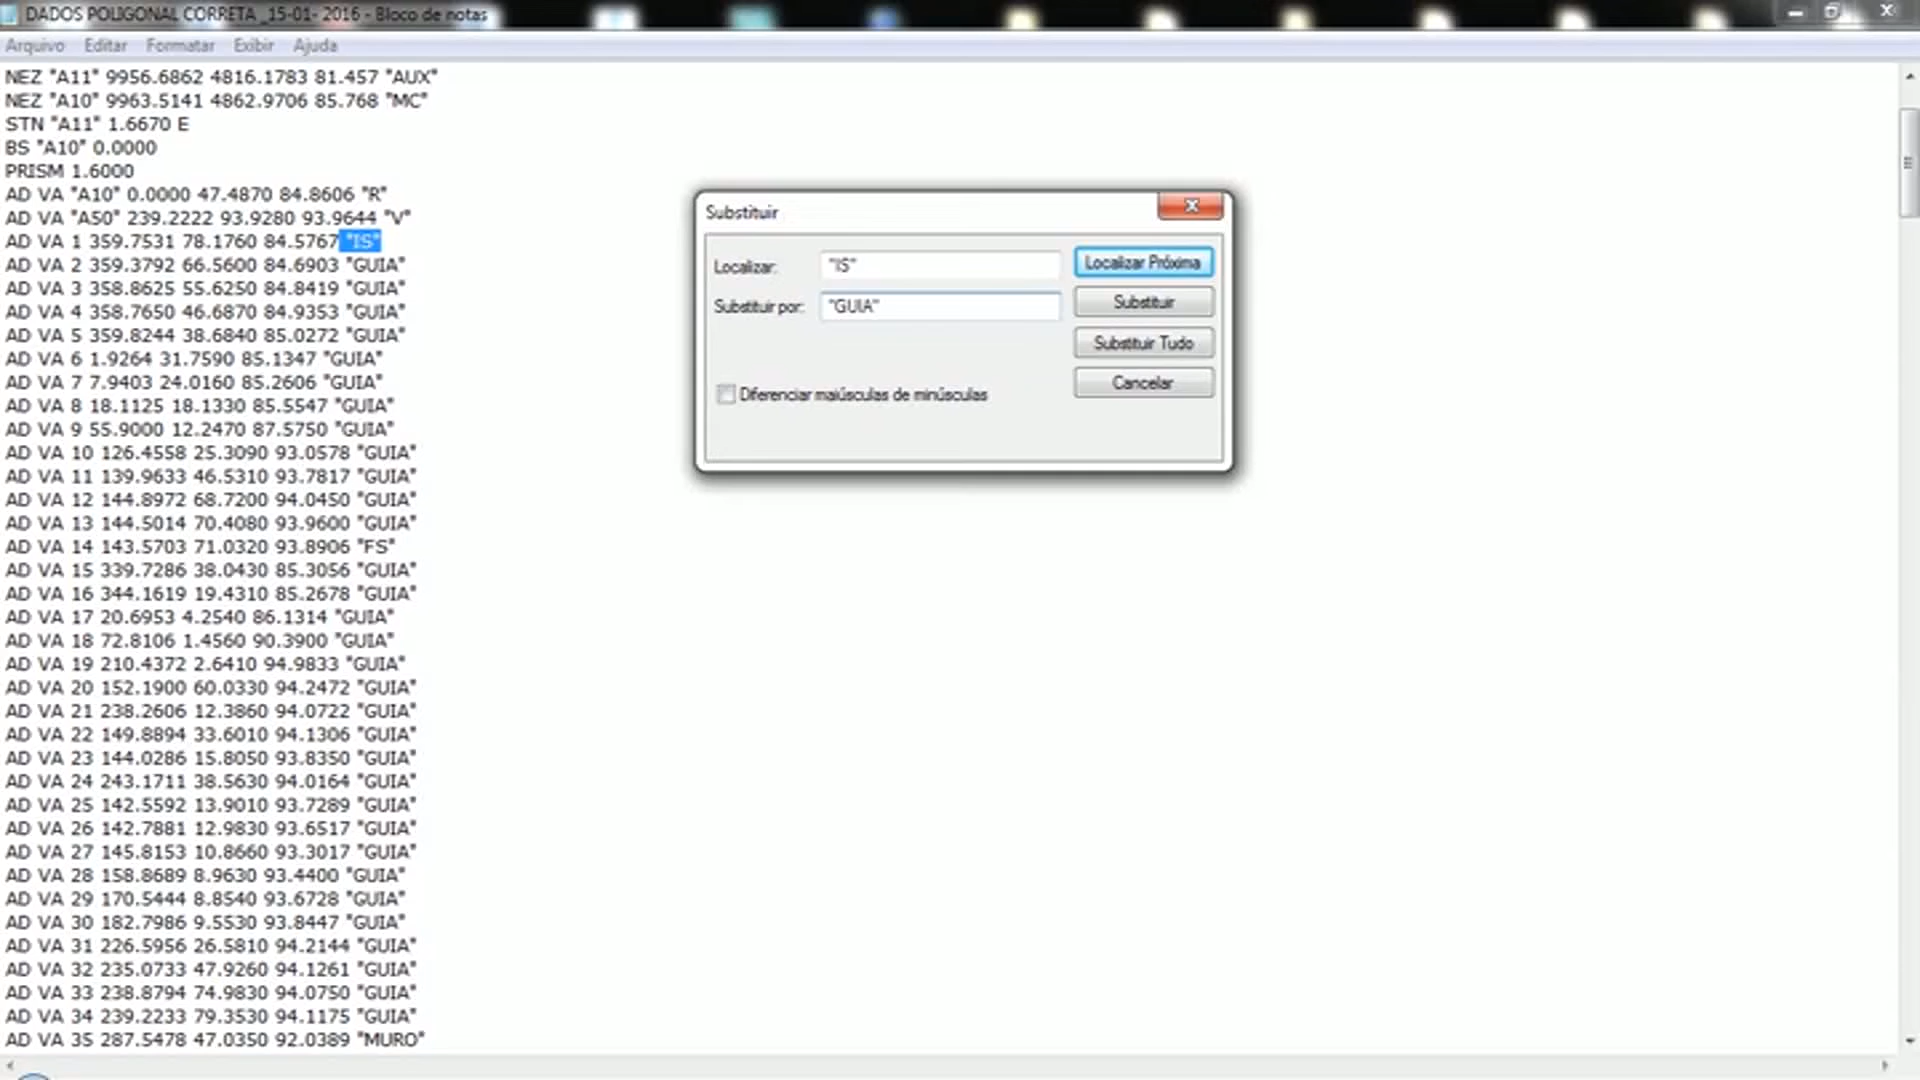 DADOS POLIGONAL CORRETA _15-01- 2016 - Bloco de notas
Arquivo Editar Formatar Exibir Ajuda
NEZ "A11" 9956.6862 4816.1783 81.457 "AUX"
NEZ "A10" 9963.5141 4862.9706 85.768 "MC"
STN "A11" 1.6670 E
BS "A10" 0.0000
PRISM 1.6000
AD VA "A10" 0.0000 47.4870 84.8606 "R"
AD VA "A50" 239.2222 93.9280 93.9644 "V"
AD VA 1 359.7531 78.1760 84.5767 "IS"
AD VA 2 359.3792 66.5600 84.6903 "GUIA"
AD VA 3 358.8625 55.6250 84.8419 "GUIA"
AD VA 4 358.7650 46.6870 84.9353 "GUIA"
AD VA 5 359.8244 38.6840 85.0272 "GUIA"
AD VA 6 1.9264 31.7590 85.1347 "GUIA"
AD VA 7 7.9403 24.0160 85.2606 "GUIA"
AD VA 8 18.1125 18.1330 85.5547 "GUIA"
AD VA 9 55.9000 12.2470 87.5750 "GUIA"
AD VA 10 126.4558 25.3090 93.0578 "GUIA"
AD VA 11 139.9633 46.5310 93.7817 "GUIA"
AD VA 12 144.8972 68.7200 94.0450 "GUIA"
AD VA 13 144.5014 70.4080 93.9600 "GUIA"
AD VA 14 143.5703 71.0320 93.8906 "FS"
AD VA 15 339.7286 38.0430 85.3056 "GUIA"
AD VA 16 344.1619 19.4310 85.2678 "GUIA"
AD VA 17 20.6953 4.2540 86.1314 "GUIA"
AD VA 18 72.8106 1.4560 90.3900 "GUIA"
AD VA 19 210.4372 2.6410 94.9833 "GUIA"
AD VA 20 152.1900 60.0330 94.2472 "GUIA"
AD VA 21 238.2606 12.3860 94.0722 "GUIA"
AD VA 22 149.8894 33.6010 94.1306 "GUIA"
AD VA 23 144.0286 15.8050 93.8350 "GUIA"
AD VA 24 243.1711 38.5630 94.0164 "GUIA"
AD VA 25 142.5592 13.9010 93.7289 "GUIA"
AD VA 26 142.7881 12.9830 93.6517 "GUIA"
AD VA 27 145.8153 10.8660 93.3017 "GUIA"
AD VA 28 158.8689 8.9630 93.4400 "GUIA"
AD VA 29 170.5444 8.8540 93.6728 "GUIA"
AD VA 30 182.7986 9.5530 93.8447 "GUIA"
AD VA 31 226.5956 26.5810 94.2144 "GUIA"
AD VA 32 235.0733 47.9260 94.1261 "GUIA"
AD VA 33 238.8794 74.9830 94.0750 "GUIA"
AD VA 34 239.2233 79.3530 94.1175 "GUIA"
AD VA 35 287.5478 47.0350 92.0389 "MURO"
Substituir
Localizar: "IS" Localizar Próxima
Substituir por: "GUIA" Substituir
Substituir Tudo
Cancelar
Diferenciar maiúsculas de minúsculas